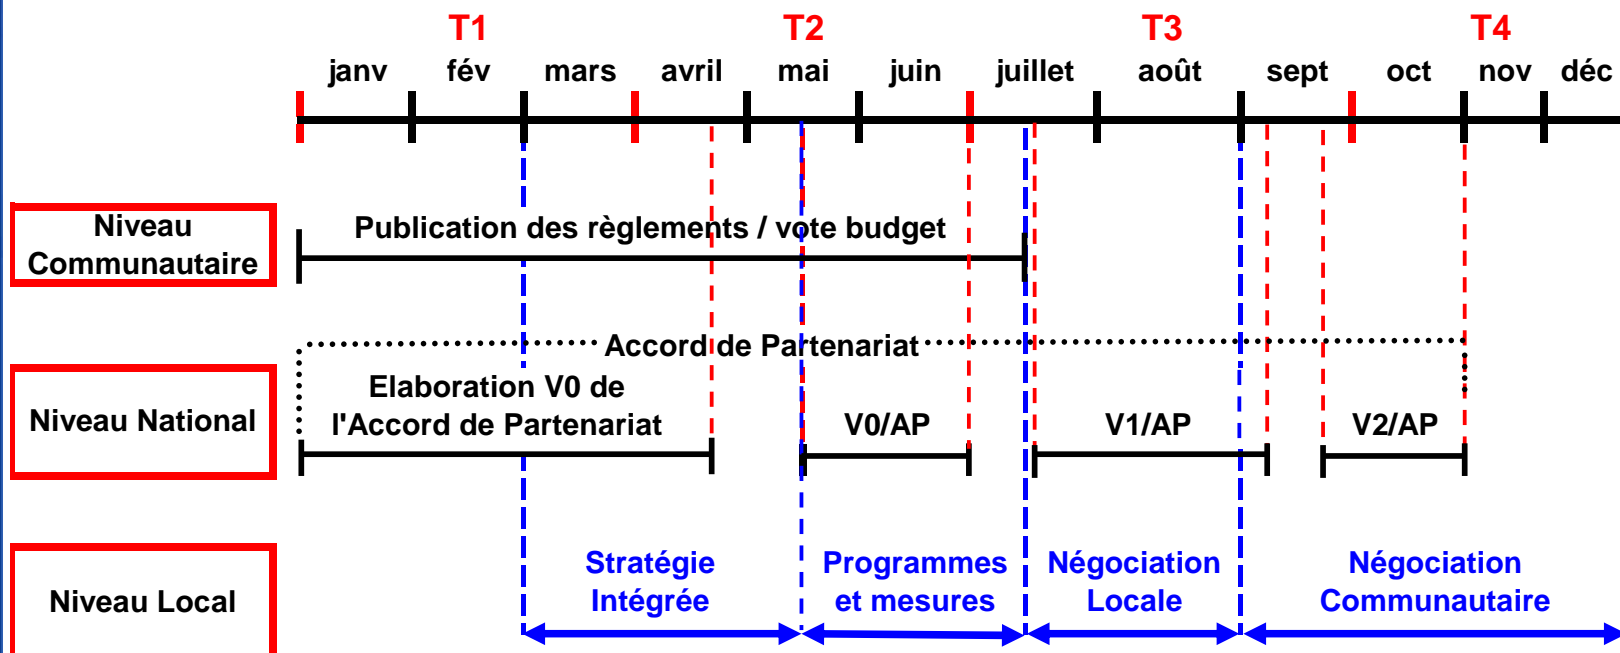 T1 T2 T3 T4
janv fév mars avril mai juin juillet août sept oct nov déc
Niveau
Communautaire
Publication des règlements / vote budget
Accord de Partenariat
Niveau National
Elaboration V0 de
l'Accord de Partenariat
V0/AP
V1/AP
V2/AP
Niveau Local
Stratégie
Intégrée
Programmes
et mesures
Négociation
Locale
Négociation
Communautaire